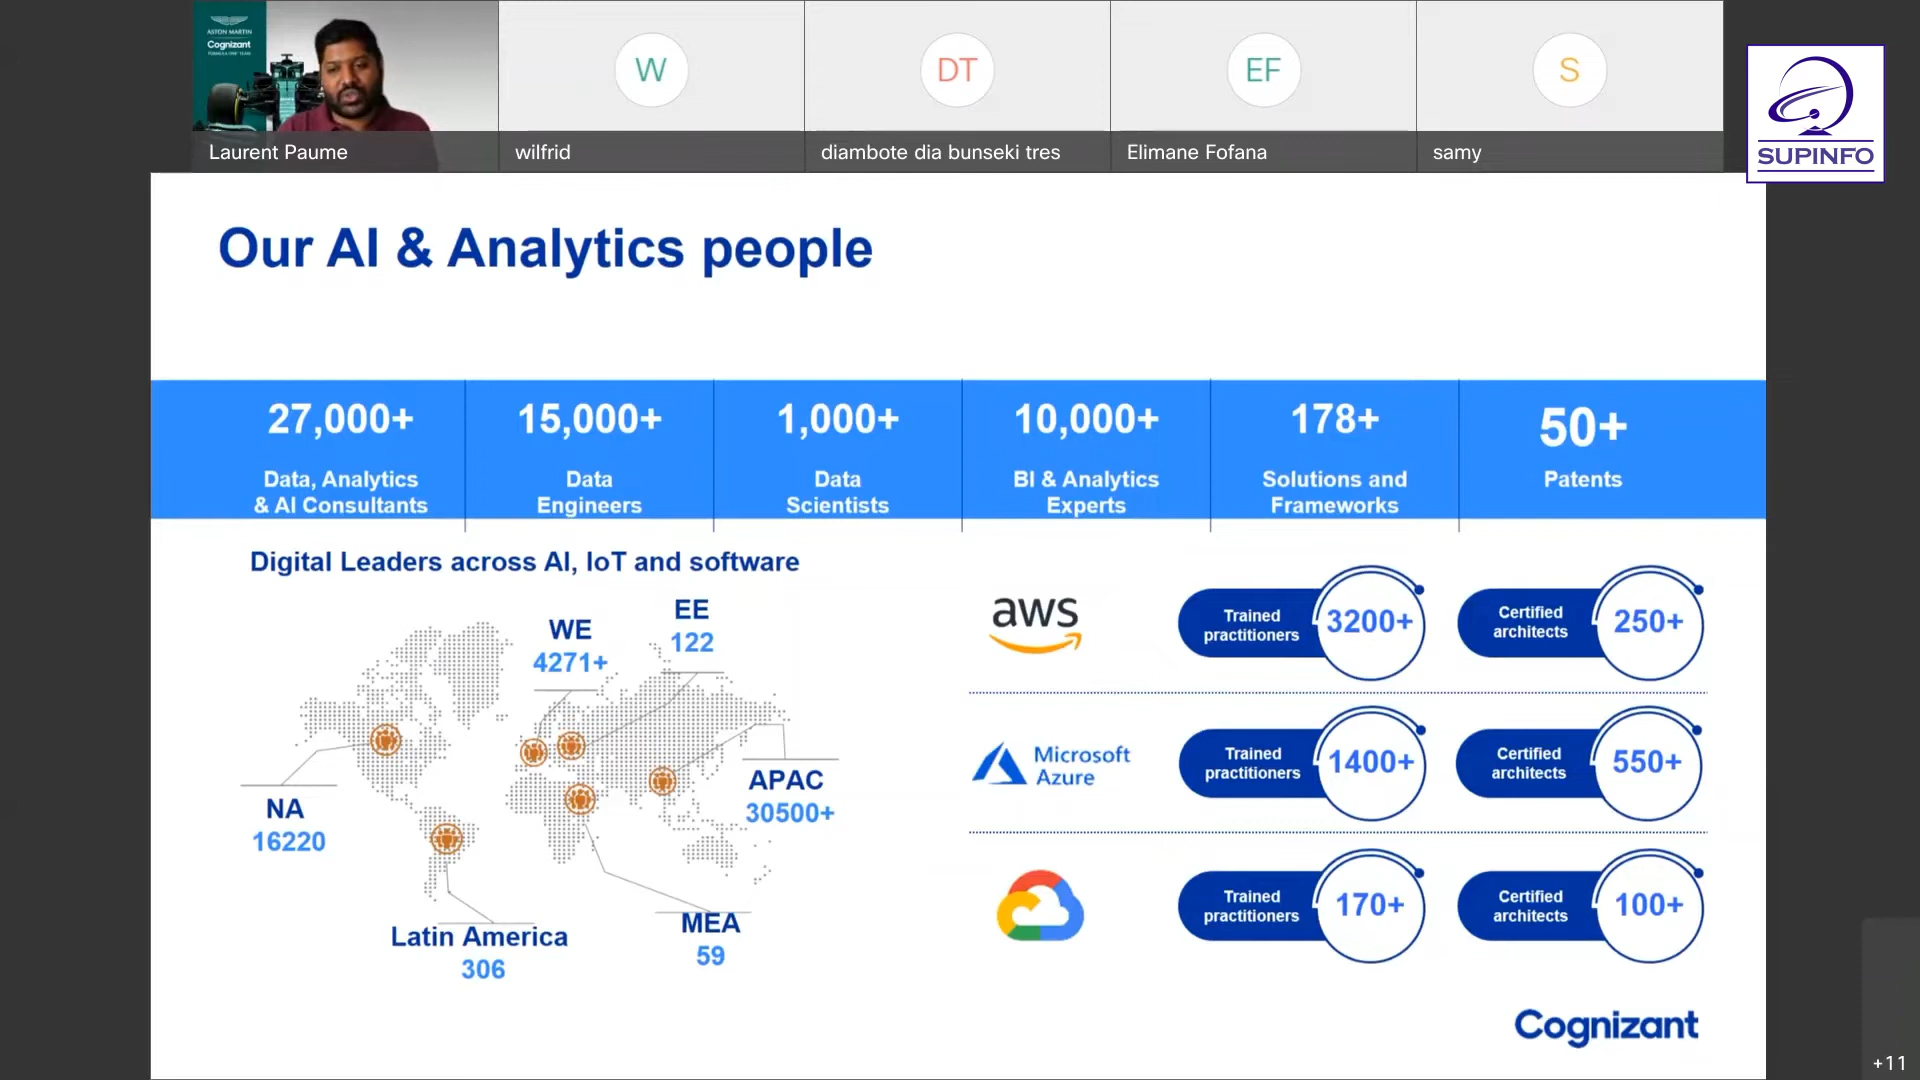 ASTON MARTIN
Cognizant
W
DT
EF
S
Laurent Paume
wilfrid
diambote dia bunseki tres
Elimane Fofana
samy
SUPINFO
Our AI & Analytics people
27,000+
Data, Analytics
& AI Consultants
15,000+
Data
Engineers
1,000+
Data
Scientists
10,000+
BI & Analytics
Experts
178+
Solutions and
Frameworks
50+
Patents
Digital Leaders across AI, IoT and software
WE
4271+
EE
122
NA
16220
APAC
30500+
Latin America
306
MEA
59
aws
Trained
practitioners
3200+
Certified
architects
250+
Microsoft
Azure
Trained
practitioners
1400+
Certified
architects
550+
Trained
practitioners
170+
Certified
architects
100+
Cognizant
+11